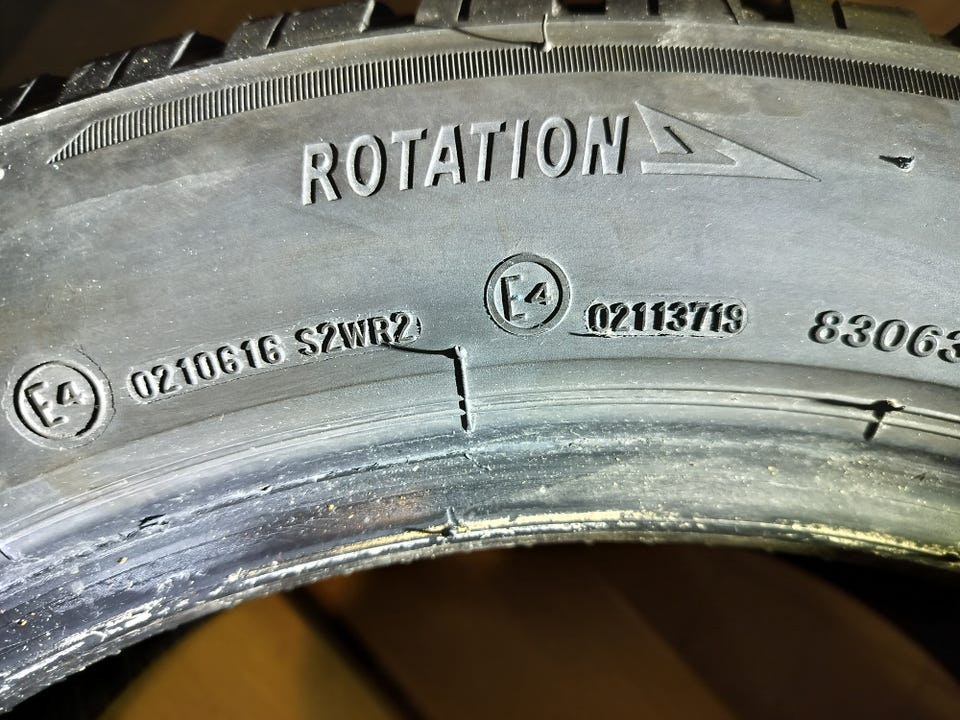 ROTATION
E4 02113719
E4 0210616 S2WR2
83063